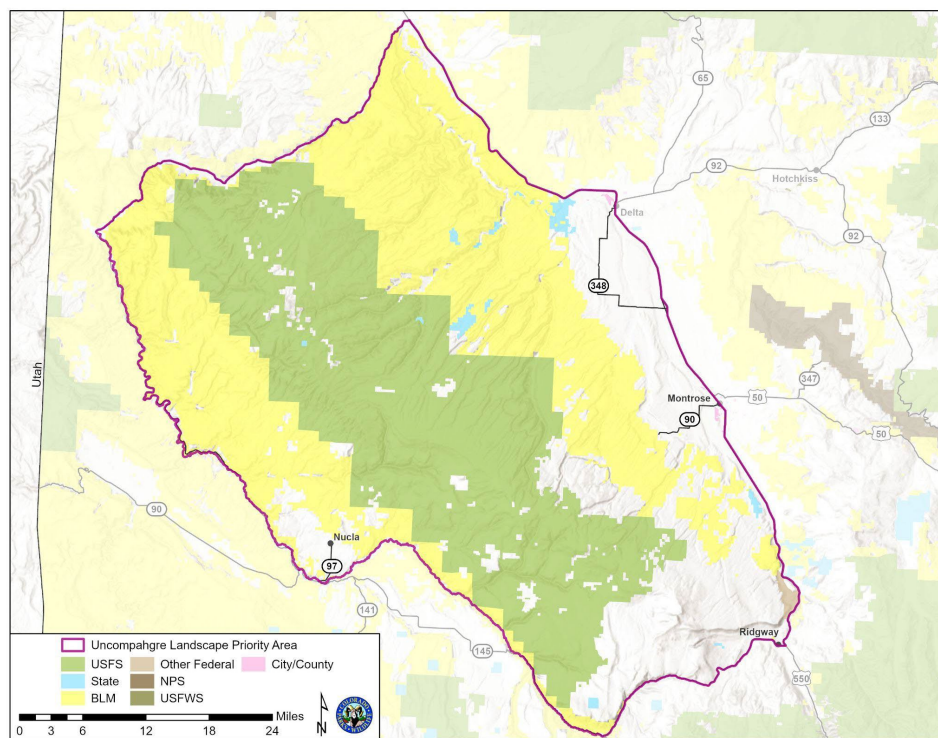 65
133
92
Hotchkiss
Delta
92
348
Utah
347
Montrose
50
90
50
90
Nucla
97
141
Ridgway
145
550
Uncompahgre Landscape Priority Area
USFS
Other Federal
City/County
State
NPS
BLM
USFWS
Miles
0 3 6 12 18 24
N
COLORADO